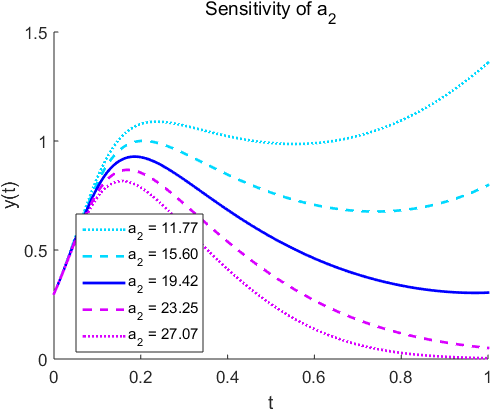 Sensitivity of a₂
1.5
1
0.5
0
y(t)
a₂ = 11.77
a₂ = 15.60
a₂ = 19.42
a₂ = 23.25
a₂ = 27.07
0 0.2 0.4 0.6 0.8 1
t